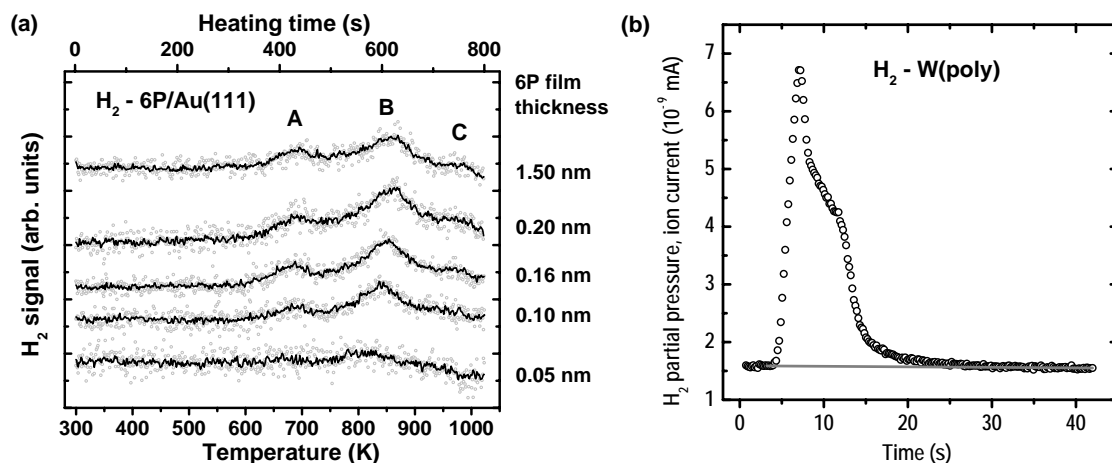 (a)
Heating time (s)
0 200 400 600 800
H₂ - 6P/Au(111)
6P film
thickness
A
B
C
1.50 nm
0.20 nm
0.16 nm
0.10 nm
0.05 nm
H₂ signal (arb. units)
300 400 500 600 700 800 900 1000
Temperature (K)
(b)
H₂ - W(poly)
H₂ partial pressure, ion current (10⁻⁹ mA)
7
6
5
4
3
2
1
0 10 20 30 40
Time (s)